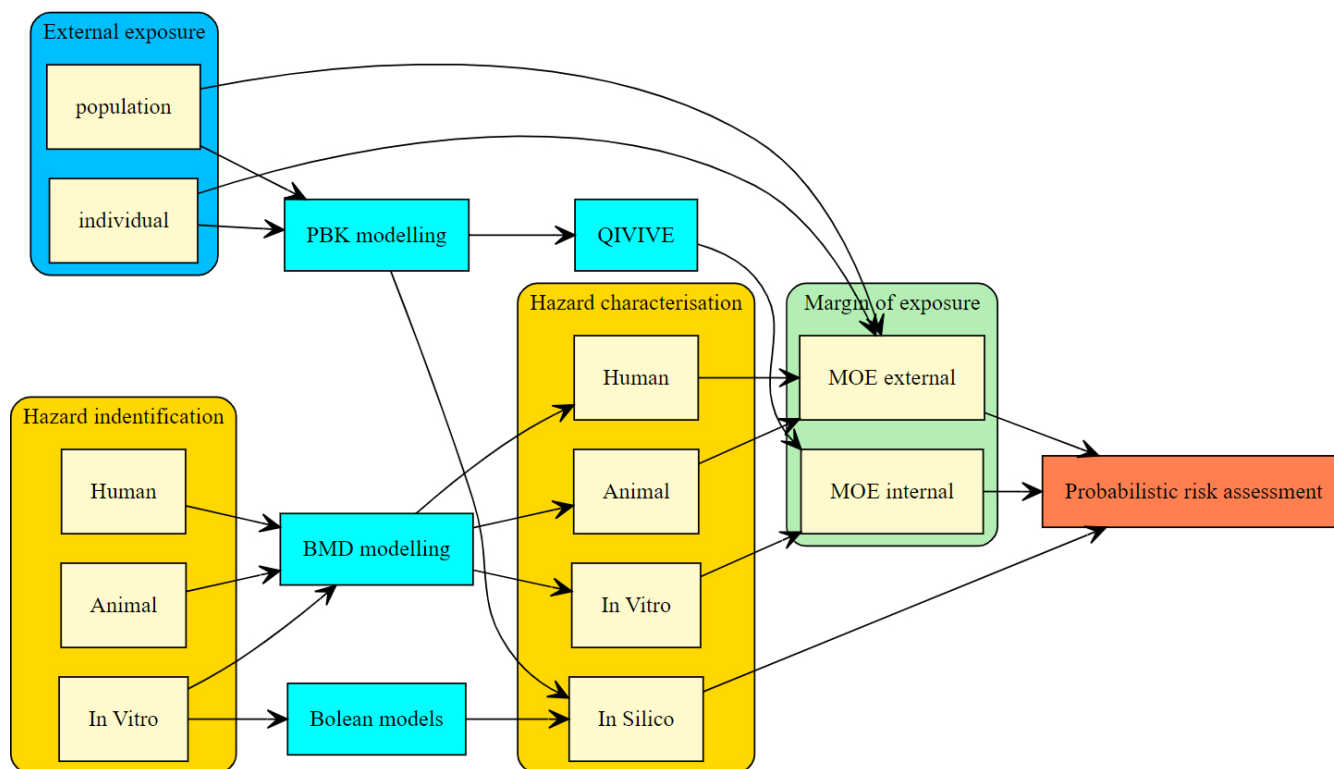 External exposure
population
individual
PBK modelling
QIVIVE
Hazard characterisation
Margin of exposure
Human
MOE external
Hazard indentification
Human
Animal
MOE internal
Probabilistic risk assessment
BMD modelling
Animal
In Vitro
In Vitro
Bolean models
In Silico